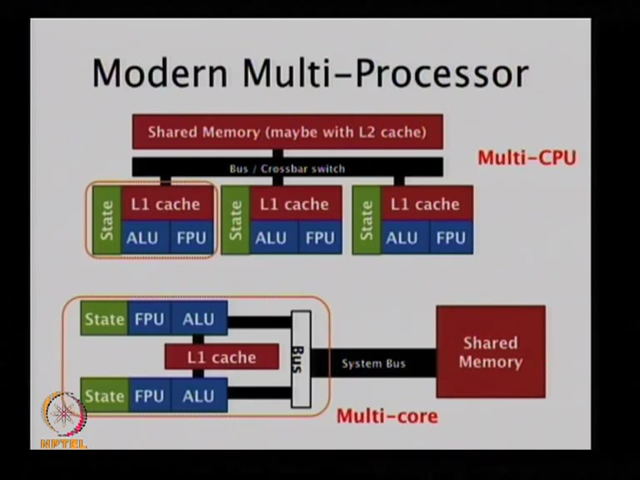 Modern Multi-Processor
Shared Memory (maybe with L2 cache)
Multi-CPU
Bus / Crossbar switch
State
L1 cache
ALU
FPU
State
L1 cache
ALU
FPU
State
L1 cache
ALU
FPU
State
FPU
ALU
L1 cache
Bus
System Bus
Shared
Memory
State
FPU
ALU
Multi-core
NPTEL